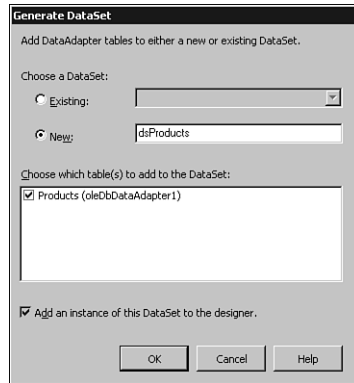 Generate DataSet
Add DataAdapter tables to either a new or existing DataSet.
Choose a DataSet:
Existing:
New:
dsProducts
Choose which table(s) to add to the DataSet:
Products (oleDbDataAdapter1)
Add an instance of this DataSet to the designer.
OK
Cancel
Help